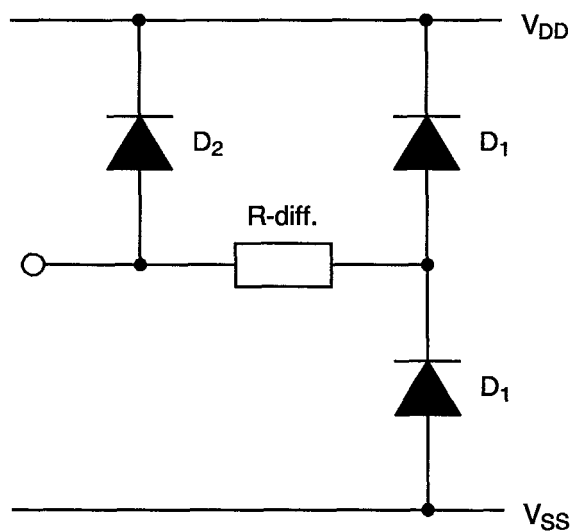 V_DD
D_2
D_1
R-diff.
D_1
V_SS